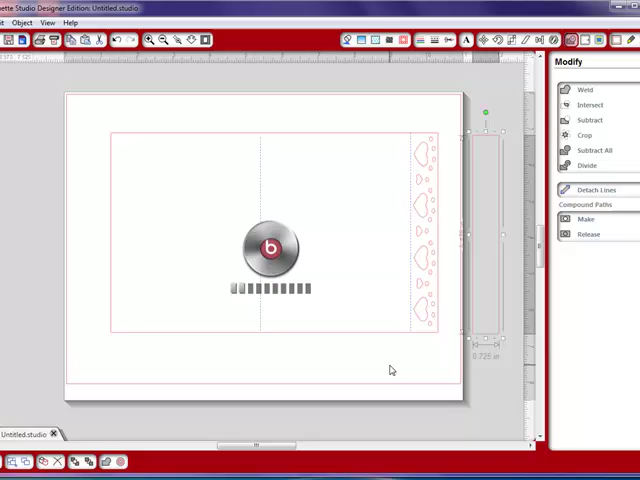 ette Studio Designer Edition: Untitled.studio
it Object View Help
Modify
Weld
Intersect
Subtract
Crop
Subtract All
Divide
Detach Lines
Compound Paths
Make
Release
b
0.725 in
Untitled.studio